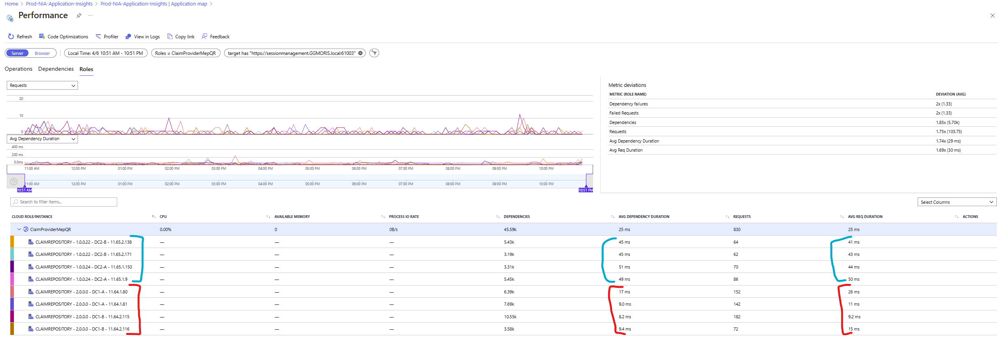 Home > Prod-NIA-Application-Insights > Prod-NIA-Application-Insights | Application map >
Performance
Refresh Code Optimizations Profiler View in Logs Copy link Feedback
Server Browser Local Time: 4/6 10:51 AM - 10:51 PM Roles = ClaimProviderMepQR target has "https://sessionmanagement.GGMORIS.local:61003"
Operations Dependencies Roles
Requests
20
10
0
Avg Dependency Duration
400 ms
200 ms
0.0ms
11:00 AM 12:00 PM 01:00 PM 02:00 PM 03:00 PM 04:00 PM 05:00 PM 06:00 PM 07:00 PM 08:00 PM 09:00 PM 10:00 PM
11:00 AM 12:00 PM 01:00 PM 02:00 PM 03:00 PM 04:00 PM 05:00 PM 06:00 PM 07:00 PM 08:00 PM 09:00 PM 10:00 PM
10:51 AM 10:51 PM
Metric deviations
METRIC (ROLE NAME) DEVIATION (AVG)
Dependency failures 2x (1.33)
Failed Requests 2x (1.33)
Dependencies 1.85x (5.70k)
Requests 1.75x (103.75)
Avg Dependency Duration 1.74x (29 ms)
Avg Req Duration 1.69x (30 ms)
Search to filter items... Select Columns
CLOUD ROLE/INSTANCE CPU AVAILABLE MEMORY PROCESS IO RATE DEPENDENCIES AVG DEPENDENCY DURATION REQUESTS AVG REQ DURATION ACTIONS
ClaimProviderMepQR 0.00% 0 0B/s 45.59k 25 ms 830 25 ms
CLAIMREPOSITORY - 1.0.0.22 - DC2-B - 11.65.2.138 — — — 5.43k 45 ms 64 41 ms
CLAIMREPOSITORY - 1.0.0.22 - DC2-B - 11.65.2.171 — — — 3.19k 45 ms 62 43 ms
CLAIMREPOSITORY - 1.0.0.24 - DC2-A - 11.65.1.150 — — — 3.31k 51 ms 70 44 ms
CLAIMREPOSITORY - 1.0.0.24 - DC2-A - 11.65.1.9 — — — 5.45k 49 ms 86 50 ms
CLAIMREPOSITORY - 2.0.0.0 - DC1-A - 11.64.1.80 — — — 6.39k 17 ms 152 26 ms
CLAIMREPOSITORY - 2.0.0.0 - DC1-A - 11.64.1.81 — — — 7.69k 9.0 ms 142 11 ms
CLAIMREPOSITORY - 2.0.0.0 - DC1-B - 11.64.2.115 — — — 10.55k 8.2 ms 182 9.2 ms
CLAIMREPOSITORY - 2.0.0.0 - DC1-B - 11.64.2.116 — — — 3.58k 9.4 ms 72 15 ms